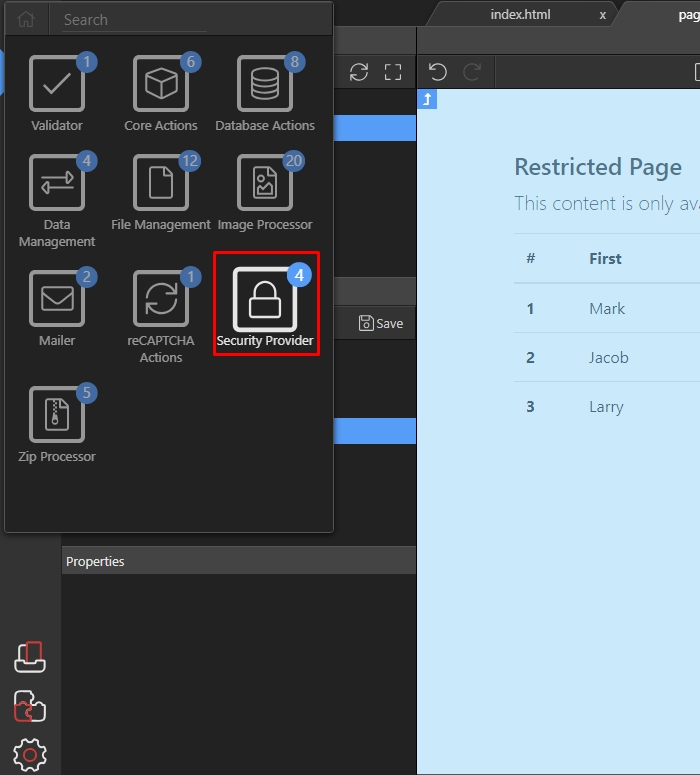 Search
index.html
x
pag
1
6
8
Validator
Core Actions
Database Actions
4
12
20
Data
Management
File Management
Image Processor
2
1
4
Mailer
reCAPTCHA
Actions
Security Provider
5
Zip Processor
Save
Properties
Restricted Page
This content is only ava
# First
1 Mark
2 Jacob
3 Larry